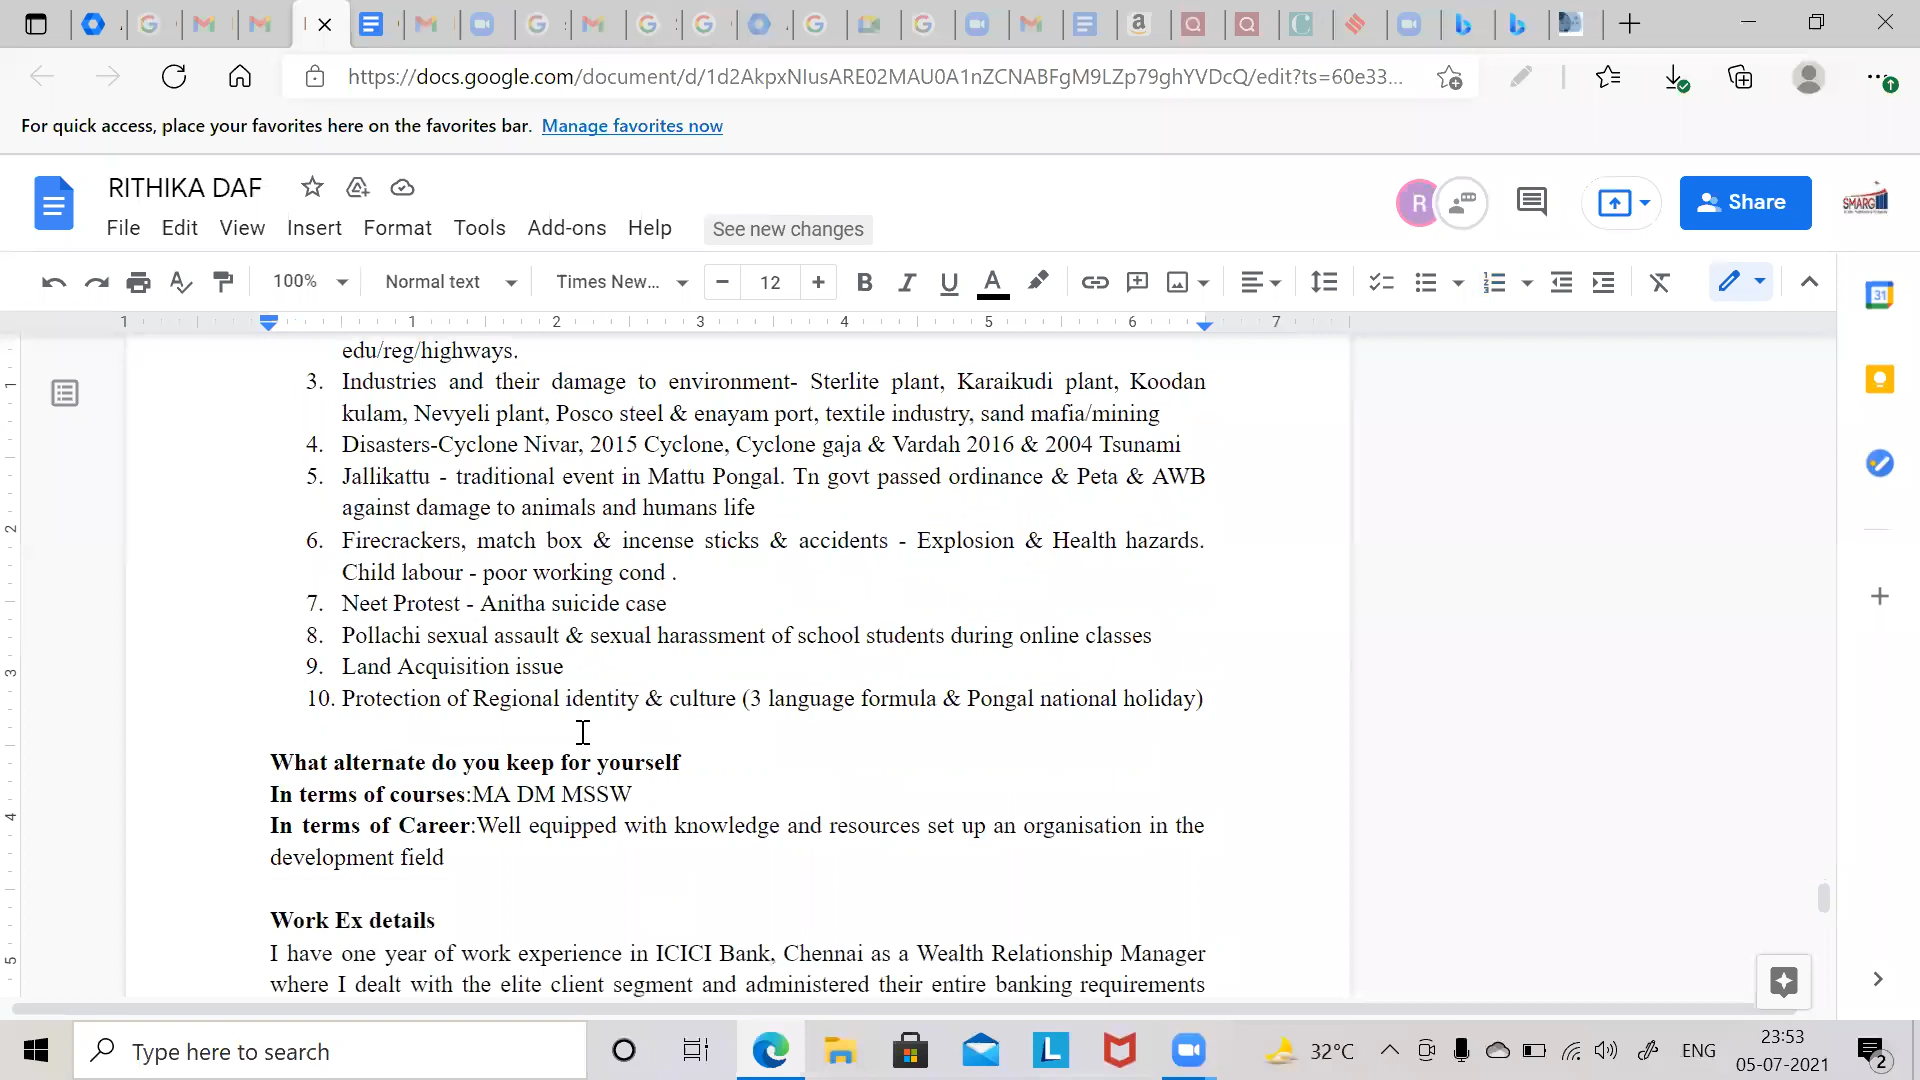 https://docs.google.com/document/d/1d2AkpxNIusARE02MAU0A1nZCNABFgM9LZp79ghYVDcQ/edit?ts=60e33...
For quick access, place your favorites here on the favorites bar. Manage favorites now
RITHIKA DAF
R
Share
SMARG
File Edit View Insert Format Tools Add-ons Help See new changes
100% Normal text Times New... 12 B I U A
1 1 2 3 4 5 6 7
31
edu/reg/highways.
3. Industries and their damage to environment- Sterlite plant, Karaikudi plant, Koodan
kulam, Nevyeli plant, Posco steel & enayam port, textile industry, sand mafia/mining
4. Disasters-Cyclone Nivar, 2015 Cyclone, Cyclone gaja & Vardah 2016 & 2004 Tsunami
5. Jallikattu - traditional event in Mattu Pongal. Tn govt passed ordinance & Peta & AWB
against damage to animals and humans life
6. Firecrackers, match box & incense sticks & accidents - Explosion & Health hazards.
Child labour - poor working cond .
7. Neet Protest - Anitha suicide case
8. Pollachi sexual assault & sexual harassment of school students during online classes
9. Land Acquisition issue
10. Protection of Regional identity & culture (3 language formula & Pongal national holiday)
What alternate do you keep for yourself
In terms of courses:MA DM MSSW
In terms of Career:Well equipped with knowledge and resources set up an organisation in the
development field
Work Ex details
I have one year of work experience in ICICI Bank, Chennai as a Wealth Relationship Manager
where I dealt with the elite client segment and administered their entire banking requirements
Type here to search
32°C
ENG
23:53
05-07-2021
2